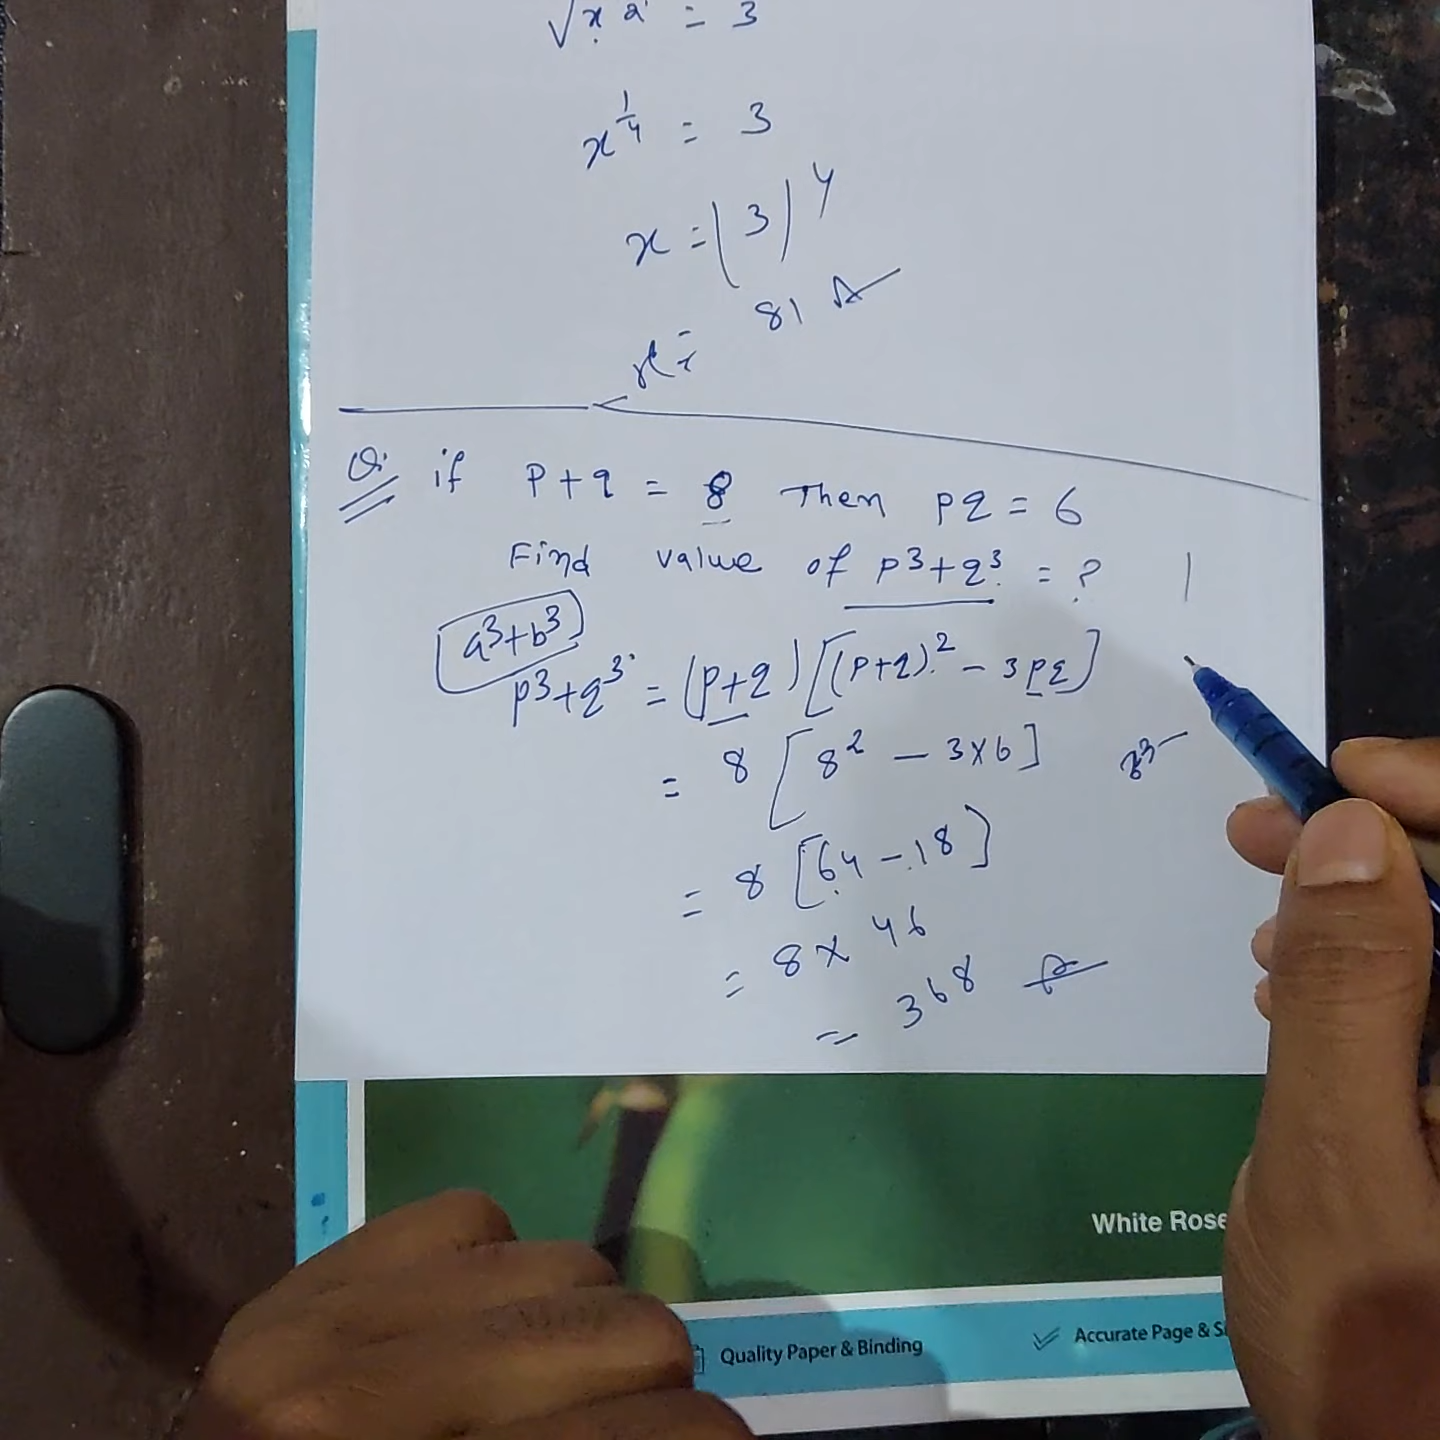 = 3
x^{1/4} = 3
x = (3)^4
x = 81
Q. if P + q = 8 Then pq = 6
Find value of p³+q³ = ?
a³+b³
p³+q³ = (p+q) [(p+q)² - 3pq]
= 8 [8² - 3×6]
= 8 [64 - 18]
= 8 × 46
= 368
White Rose
Quality Paper & Binding
Accurate Page &